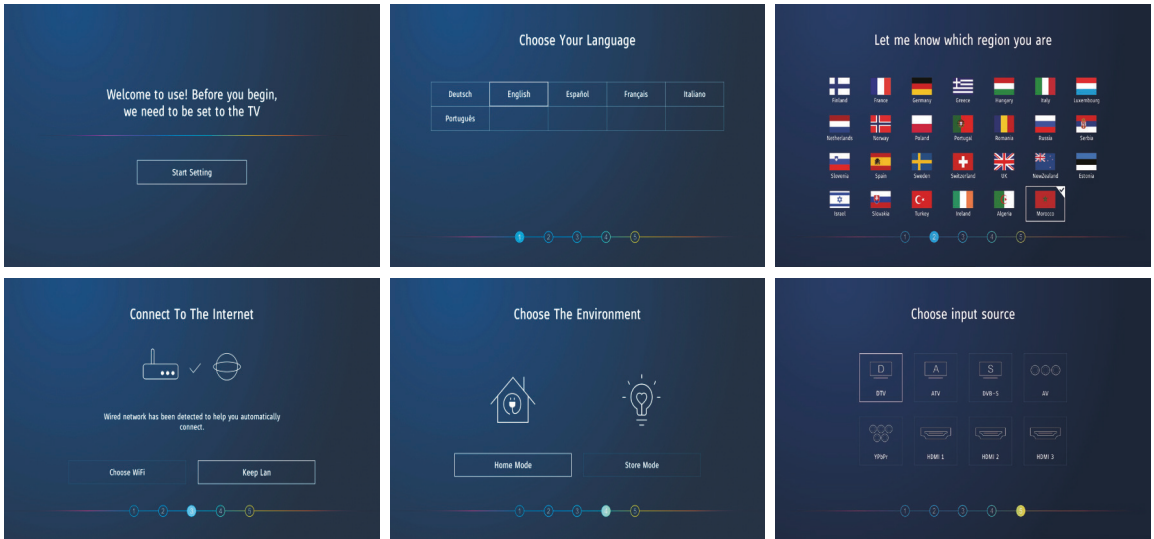 Welcome to use! Before you begin,
we need to be set to the TV
Start Setting
Choose Your Language
Deutsch English Español Français Italiano
Português
1 2 3 4 5
Let me know which region you are
Finland France Germany Greece Hungary Italy Luxembourg
Netherlands Norway Poland Portugal Romania Russia Serbia
Slovenia Spain Sweden Switzerland UK NewZealand Estonia
Israel Slovakia Turkey Ireland Algeria Morocco
1 2 3 4 5
Connect To The Internet
Wired network has been detected to help you automatically
connect.
Choose WiFi Keep Lan
1 2 3 4 5
Choose The Environment
Home Mode Store Mode
1 2 3 4 5
Choose input source
D A S
DTV ATV DVB-S AV
YPbPr HDMI 1 HDMI 2 HDMI 3
1 2 3 4 5